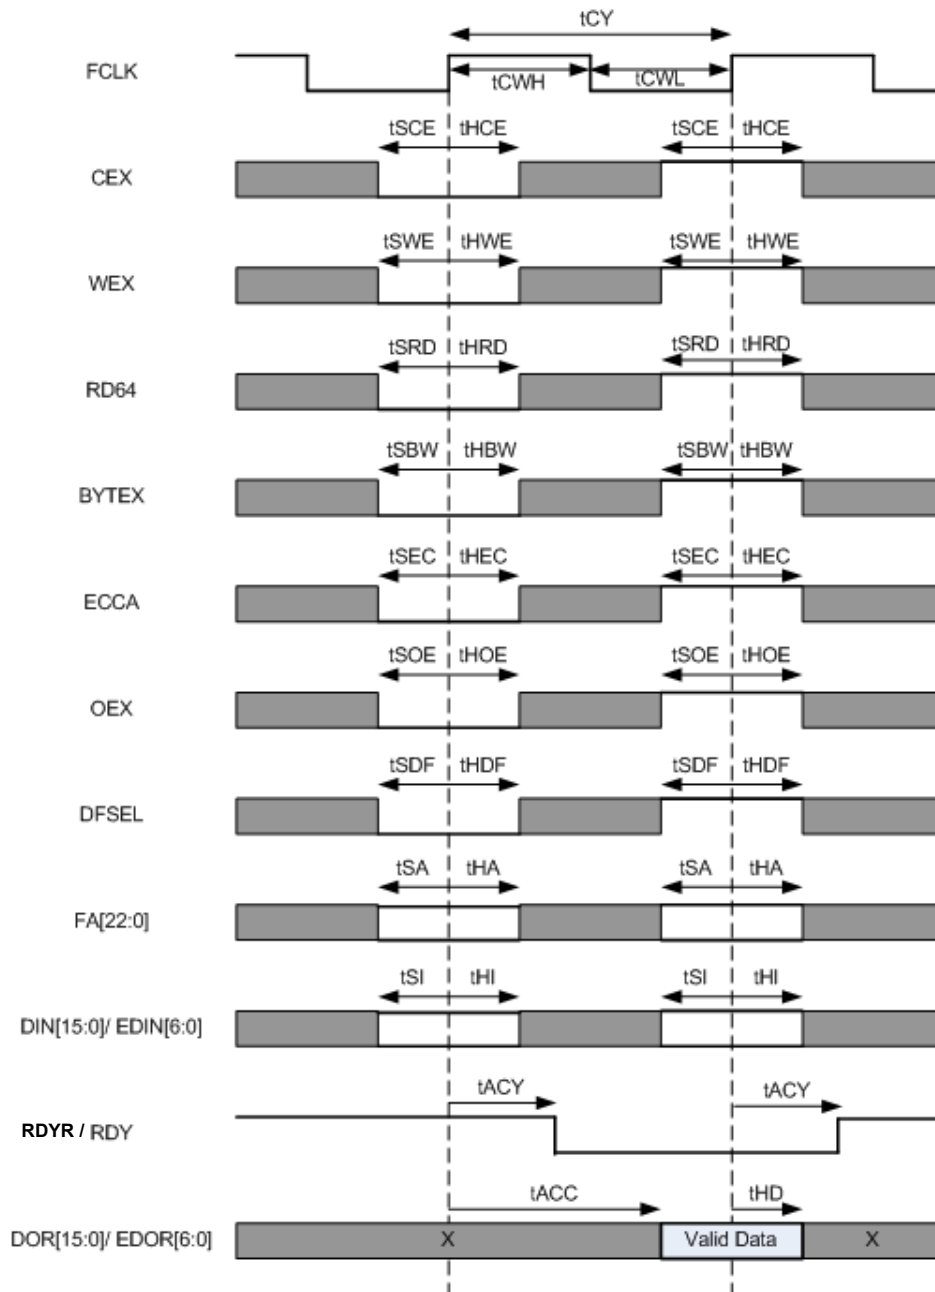 tCY
FCLK
tCWH tCWL
tSCE tHCE tSCE tHCE
CEX
tSWE tHWE tSWE tHWE
WEX
tSRD tHRD tSRD tHRD
RD64
tSBW tHBW tSBW tHBW
BYTEX
tSEC tHEC tSEC tHEC
ECCA
tSOE tHOE tSOE tHOE
OEX
tSDF tHDF tSDF tHDF
DFSEL
tSA tHA tSA tHA
FA[22:0]
tSI tHI tSI tHI
DIN[15:0]/ EDIN[6:0]
tACY tACY
RDYR / RDY
tACC tHD
DOR[15:0]/ EDOR[6:0] X Valid Data X